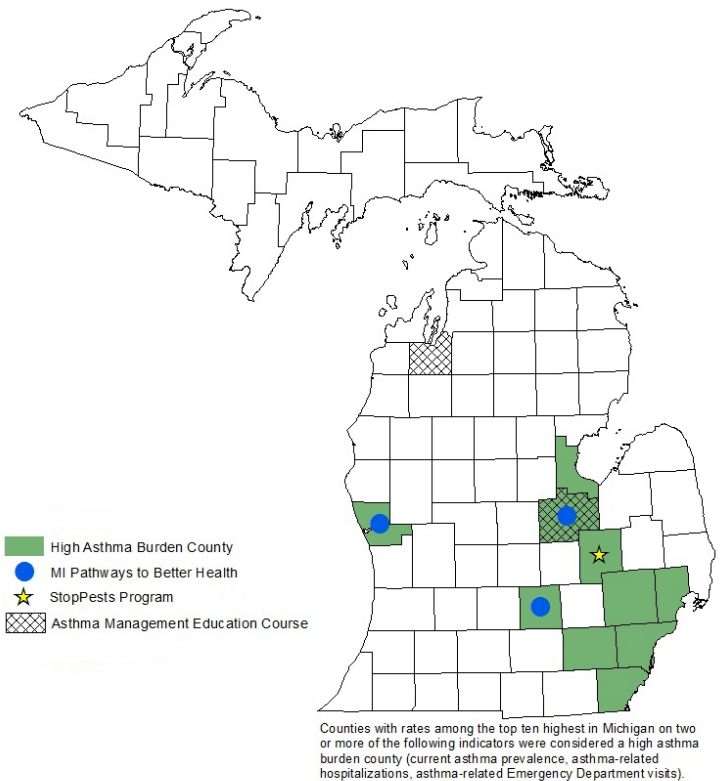 High Asthma Burden County
MI Pathways to Better Health
StopPests Program
Asthma Management Education Course
Counties with rates among the top ten highest in Michigan on two
or more of the following indicators were considered a high asthma
burden county (current asthma prevalence, asthma-related
hospitalizations, asthma-related Emergency Department visits).